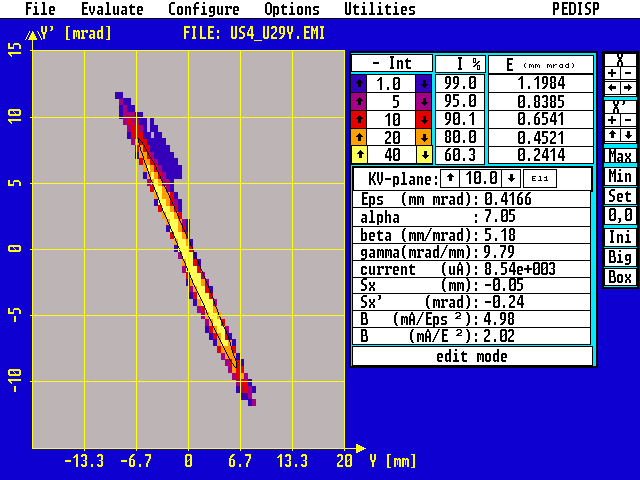 File Evaluate Configure Options Utilities PEDISP
Y' [mrad] FILE: US4_U29Y.EMI
15
10
5
0
-5
-10
-13.3 -6.7 0 6.7 13.3 20 Y [mm]
- Int I % E (mm mrad)
1.0 99.0 1.1984
5 95.0 0.8385
10 90.1 0.6541
20 80.0 0.4521
40 60.3 0.2414
KV-plane: 10.0 Ell
Eps (mm mrad): 0.4166
alpha : 7.05
beta (mm/mrad): 5.18
gamma(mrad/mm): 9.79
current (uA): 8.54e+003
Sx (mm): -0.05
Sx' (mrad): -0.24
B (mA/Eps ²): 4.98
B (mA/E ²): 2.02
edit mode
X
+ -
← →
X'
+ -
↑ ↓
Max
Min
Set
0,0
Ini
Big
Box